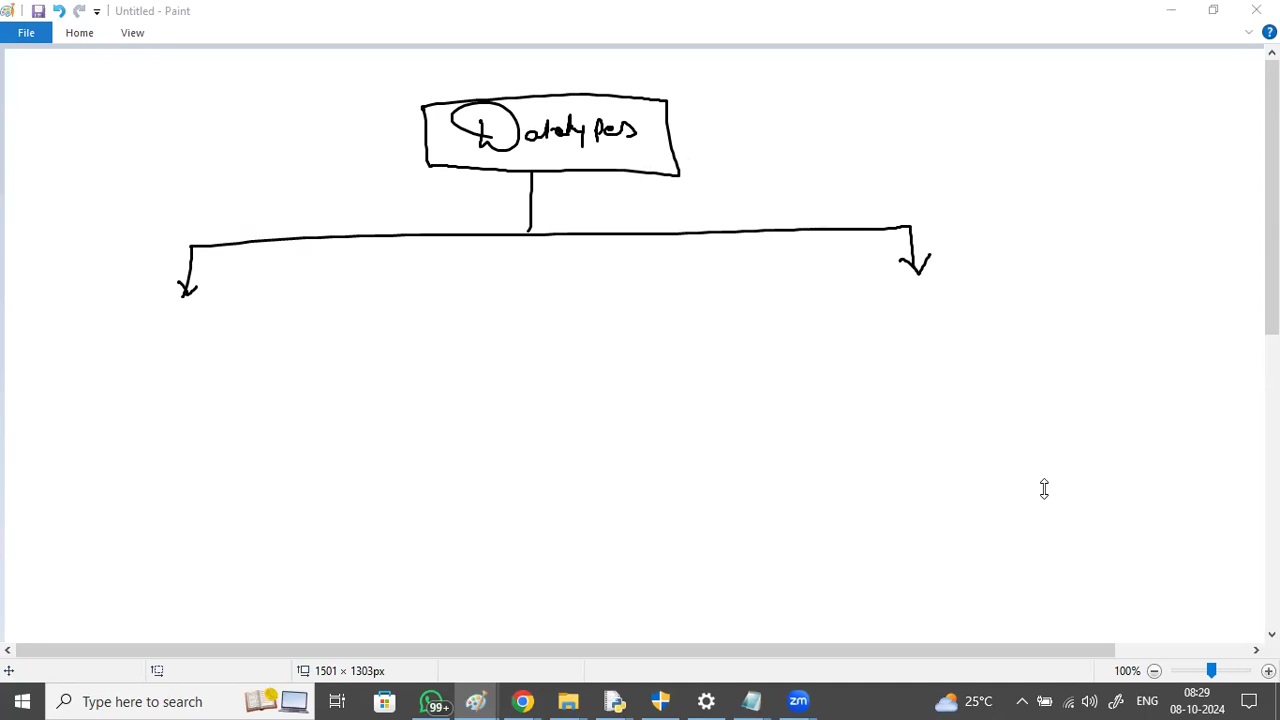 Untitled - Paint
File Home View
Datatypes
1501 × 1303px 100%
Type here to search 99+ 25°C ENG 08:29
08-10-2024